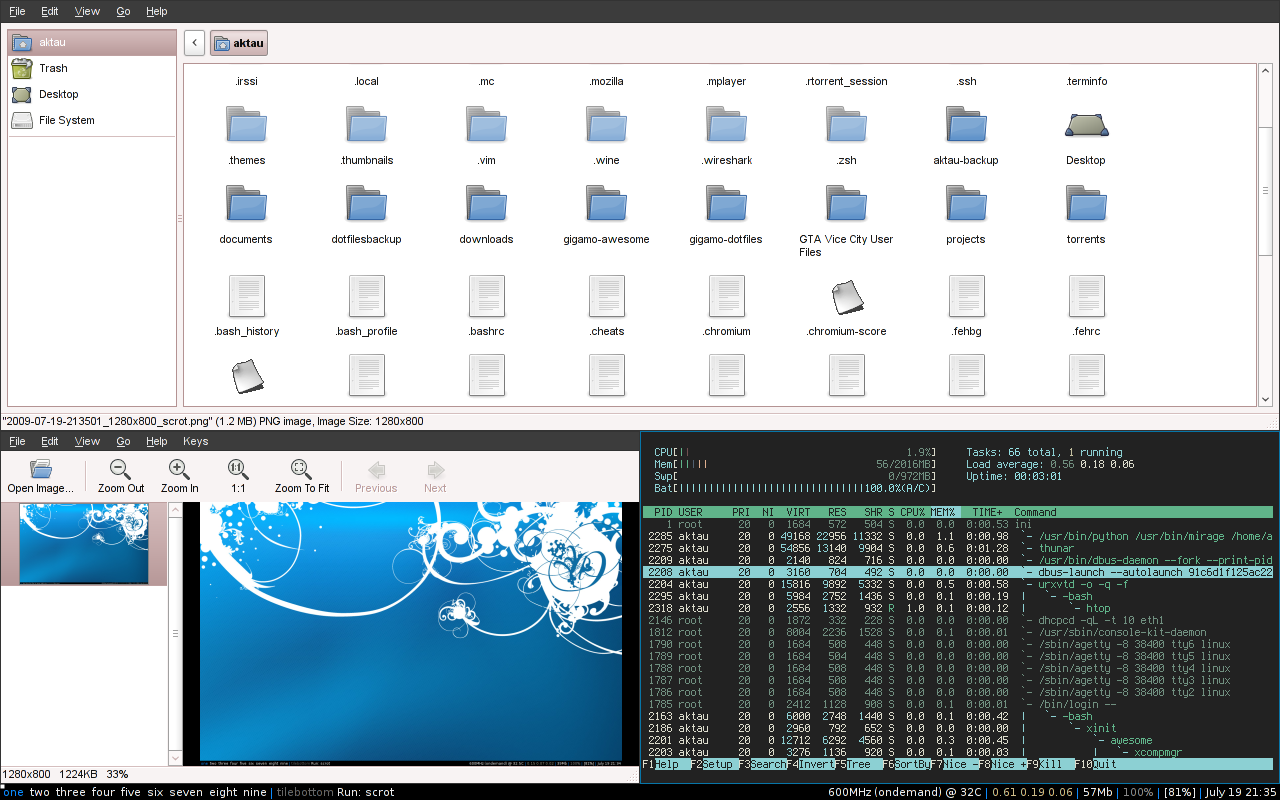 File Edit View Go Help
aktau
Trash
Desktop
File System
aktau
.irssi .local .mc .mozilla .mplayer .rtorrent_session .ssh .terminfo
.themes .thumbnails .vim .wine .wireshark .zsh aktau-backup Desktop
documents dotfilesbackup downloads gigamo-awesome gigamo-dotfiles GTA Vice City User projects torrents
Files
.bash_history .bash_profile .bashrc .cheats .chromium .chromium-score .fehbg .fehrc
"2009-07-19-213501_1280x800_scrot.png" (1.2 MB) PNG image, Image Size: 1280x800
File Edit View Go Help Keys
Open Image... Zoom Out Zoom In 1:1 Zoom To Fit Previous Next
1280x800 1224KB 33%
CPU[|| 1.9%] Tasks: 66 total, 1 running
Mem[||||| 56/2016MB] Load average: 0.56 0.18 0.06
Swp[ 0/972MB] Uptime: 00:03:01
Bat[||||||||||||||||||||||||||||||||100.0%(A/C)]
PID USER PRI NI VIRT RES SHR S CPU% MEM% TIME+ Command
1 root 20 0 1684 572 504 S 0.0 0.0 0:00.93 ini
2285 aktau 20 0 49168 22956 11332 S 0.0 1.1 0:00.98 `- /usr/bin/python /usr/bin/mirage /home/a
2275 aktau 20 0 54856 13140 9904 S 0.0 0.6 0:01.28 `- thunar
2209 aktau 20 0 2140 824 716 S 0.0 0.0 0:00.00 `- /usr/bin/dbus-daemon --fork --print-pid
2208 aktau 20 0 3160 704 492 S 0.0 0.0 0:00.00 `- dbus-launch --autolaunch 91c6d1f125ac22
2204 aktau 20 0 15816 9892 5332 S 0.0 0.5 0:00.58 `- urxvtd -o -q -f
2295 aktau 20 0 5984 2752 1436 S 0.0 0.1 0:00.19 | `- -bash
2318 aktau 20 0 2556 1332 932 R 1.0 0.1 0:00.12 | `- htop
2146 root 20 0 1872 332 228 S 0.0 0.0 0:00.00 `- dhcpcd -qL -t 10 eth1
1812 root 20 0 8004 2236 1528 S 0.0 0.1 0:00.01 `- /usr/sbin/console-kit-daemon
1790 root 20 0 1684 508 448 S 0.0 0.0 0:00.00 `- /sbin/agetty -8 38400 tty6 linux
1789 root 20 0 1684 508 448 S 0.0 0.0 0:00.00 `- /sbin/agetty -8 38400 tty5 linux
1788 root 20 0 1684 508 448 S 0.0 0.0 0:00.00 `- /sbin/agetty -8 38400 tty4 linux
1787 root 20 0 1684 504 448 S 0.0 0.0 0:00.00 `- /sbin/agetty -8 38400 tty3 linux
1786 root 20 0 1684 508 448 S 0.0 0.0 0:00.00 `- /sbin/agetty -8 38400 tty2 linux
1785 root 20 0 2412 1128 908 S 0.0 0.1 0:00.01 `- /bin/login --
2163 aktau 20 0 6000 2748 1440 S 0.0 0.1 0:00.42 | `- -bash
2186 aktau 20 0 2960 792 652 S 0.0 0.0 0:00.00 | `- xinit
2201 aktau 20 0 12712 6292 4560 S 0.0 0.3 0:00.45 | `- awesome
2203 aktau 20 0 3276 1136 920 S 0.0 0.1 0:00.03 | | `- xcompmgr
F1Help F2Setup F3SearchF4InvertF5Tree F6SortByF7Nice -F8Nice +F9Kill F10Quit
one two three four five six seven eight nine | tilebottom Run: scrot 600MHz (ondemand) @ 32C | 0.61 0.19 0.06 | 57Mb | 100% | [81%] | July 19 21:35